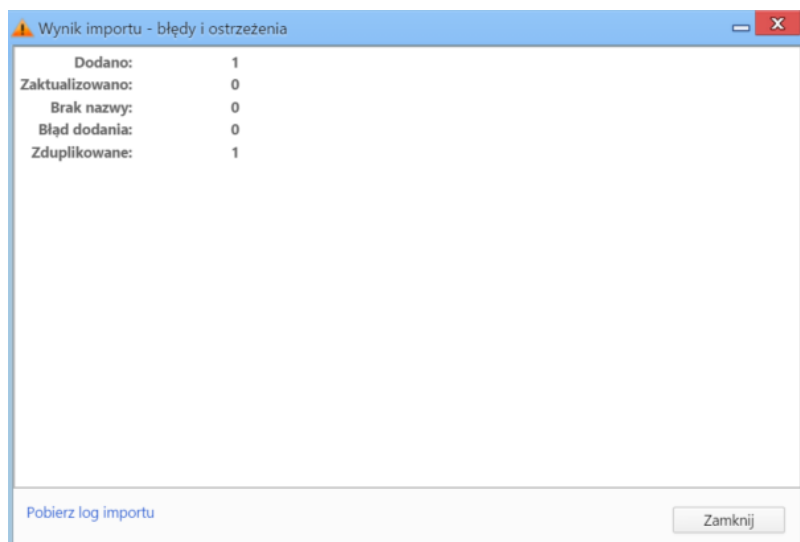 Wynik importu - błędy i ostrzeżenia
Dodano: 1
Zaktualizowano: 0
Brak nazwy: 0
Błąd dodania: 0
Zduplikowane: 1
Pobierz log importu
Zamknij